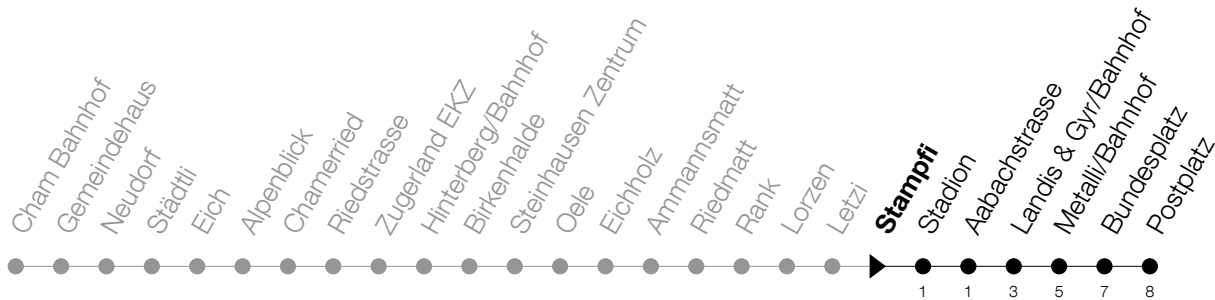 Cham Bahnhof
Gemeindehaus
Neudorf
Städtli
Eich
Alpenblick
Chamerried
Riedstrasse
Zugerland EKZ
Hinterberg/Bahnhof
Birkenhalde
Steinhausen Zentrum
Oele
Eichholz
Ammannsmatt
Riedmatt
Rank
Lorzen
Letzi
Stampfi
Stadion
Aabachstrasse
Landis & Gyr/Bahnhof
Metalli/Bahnhof
Bundesplatz
Postplatz
1 1 3 5 7 8